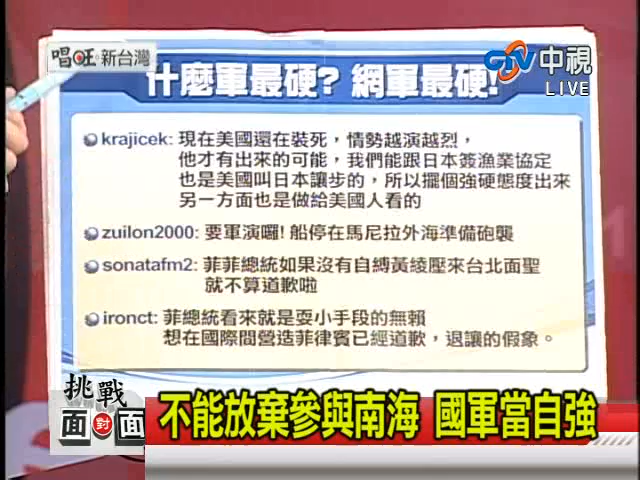 唱旺新台灣
CTV中視
LIVE
什麼軍最硬? 網軍最硬!
krajicek: 現在美國還在裝死，情勢越演越烈，
他才有出來的可能，我們能跟日本簽漁業協定
也是美國叫日本讓步的，所以擺個強硬態度出來
另一方面也是做給美國人看的
zuilon2000: 要軍演囉! 船停在馬尼拉外海準備砲襲
sonatafm2: 菲菲總統如果沒有自縛黃綾壓來台北面聖
就不算道歉啦
ironct: 菲總統看來就是耍小手段的無賴
想在國際間營造菲律賓已經道歉，退讓的假象。
挑戰
面對面
不能放棄參與南海 國軍當自強